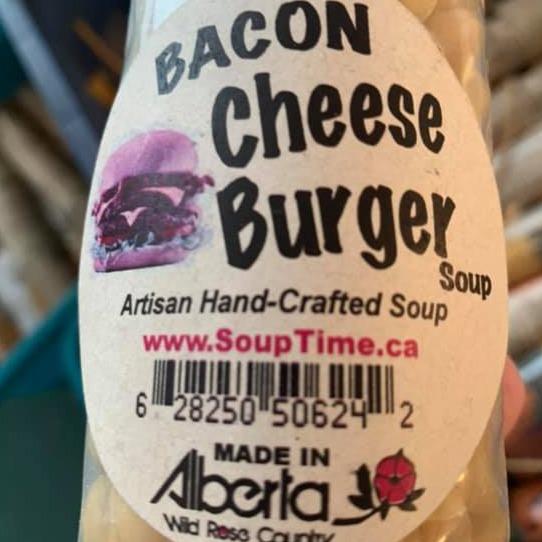 BACON
Cheese
Burger
Soup
Artisan Hand-Crafted Soup
www.SoupTime.ca
6 28250 50624 2
MADE IN
Alberta
Wild Rose Country